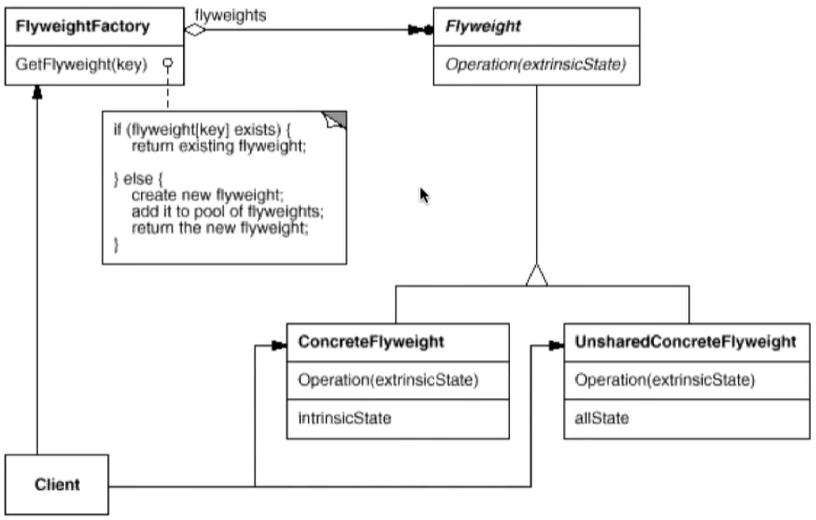 FlyweightFactory
GetFlyweight(key)
flyweights
Flyweight
Operation(extrinsicState)
if (flyweight[key] exists) {
return existing flyweight;
} else {
create new flyweight;
add it to pool of flyweights;
return the new flyweight;
}
ConcreteFlyweight
Operation(extrinsicState)
intrinsicState
UnsharedConcreteFlyweight
Operation(extrinsicState)
allState
Client